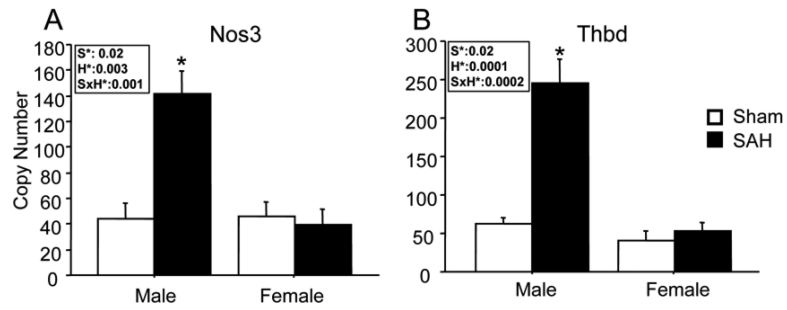 A
Nos3
S*: 0.02
H*:0.003
SxH*:0.001
*
Copy Number
180
160
140
120
100
80
60
40
20
0
Male
Female
B
Thbd
S*:0.02
H*:0.0001
SxH*:0.0002
*
300
250
200
150
100
50
0
Male
Female
Sham
SAH